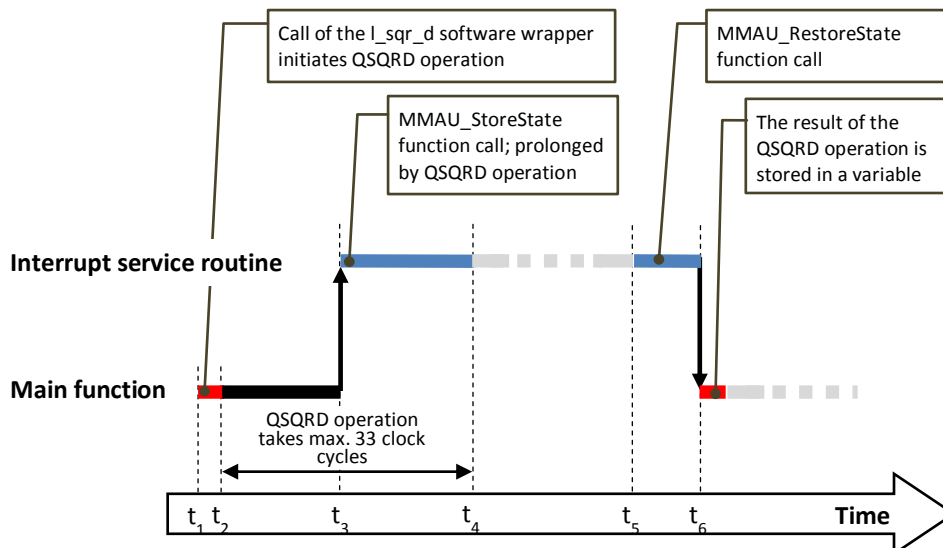 Call of the l_sqr_d software wrapper
initiates QSQRD operation
MMAU_RestoreState
function call
MMAU_StoreState
function call; prolonged
by QSQRD operation
The result of the
QSQRD operation is
stored in a variable
Interrupt service routine
Main function
QSQRD operation
takes max. 33 clock
cycles
t1 t2 t3 t4 t5 t6 Time